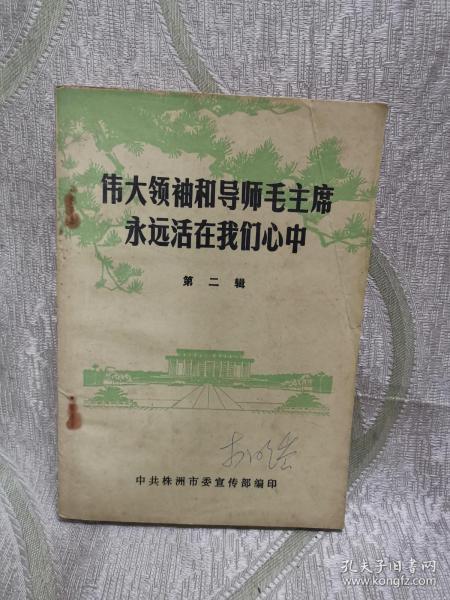 伟大领袖和导师毛主席
永远活在我们心中
第二辑
中共株洲市委宣传部编印
孔夫子旧书网
www.kongfz.com